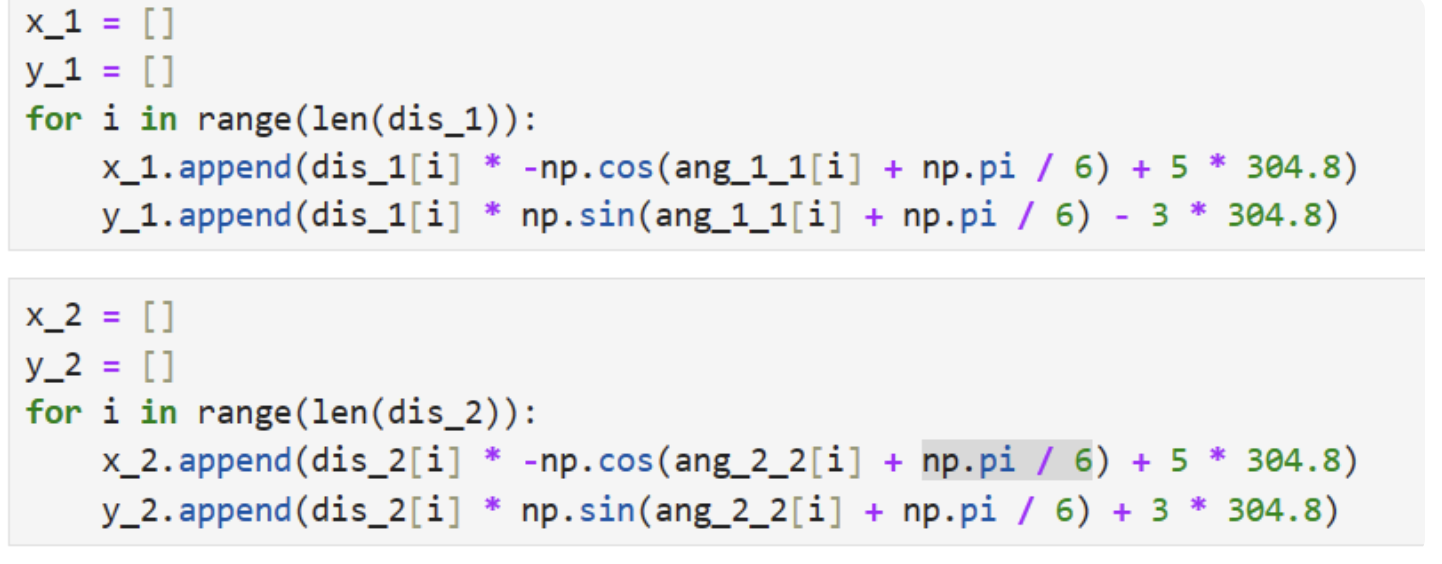 x_1 = []
y_1 = []
for i in range(len(dis_1)):
    x_1.append(dis_1[i] * -np.cos(ang_1_1[i] + np.pi / 6) + 5 * 304.8)
    y_1.append(dis_1[i] * np.sin(ang_1_1[i] + np.pi / 6) - 3 * 304.8)
x_2 = []
y_2 = []
for i in range(len(dis_2)):
    x_2.append(dis_2[i] * -np.cos(ang_2_2[i] + np.pi / 6) + 5 * 304.8)
    y_2.append(dis_2[i] * np.sin(ang_2_2[i] + np.pi / 6) + 3 * 304.8)